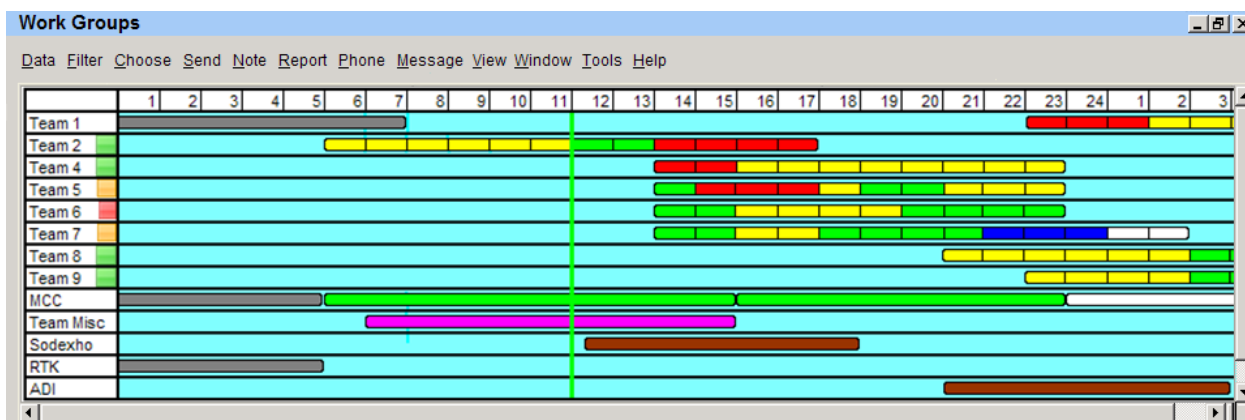 Work Groups
Data Filter Choose Send Note Report Phone Message View Window Tools Help
1 2 3 4 5 6 7 8 9 10 11 12 13 14 15 16 17 18 19 20 21 22 23 24 1 2 3
Team 1
Team 2
Team 4
Team 5
Team 6
Team 7
Team 8
Team 9
MCC
Team Misc
Sodexho
RTK
ADI